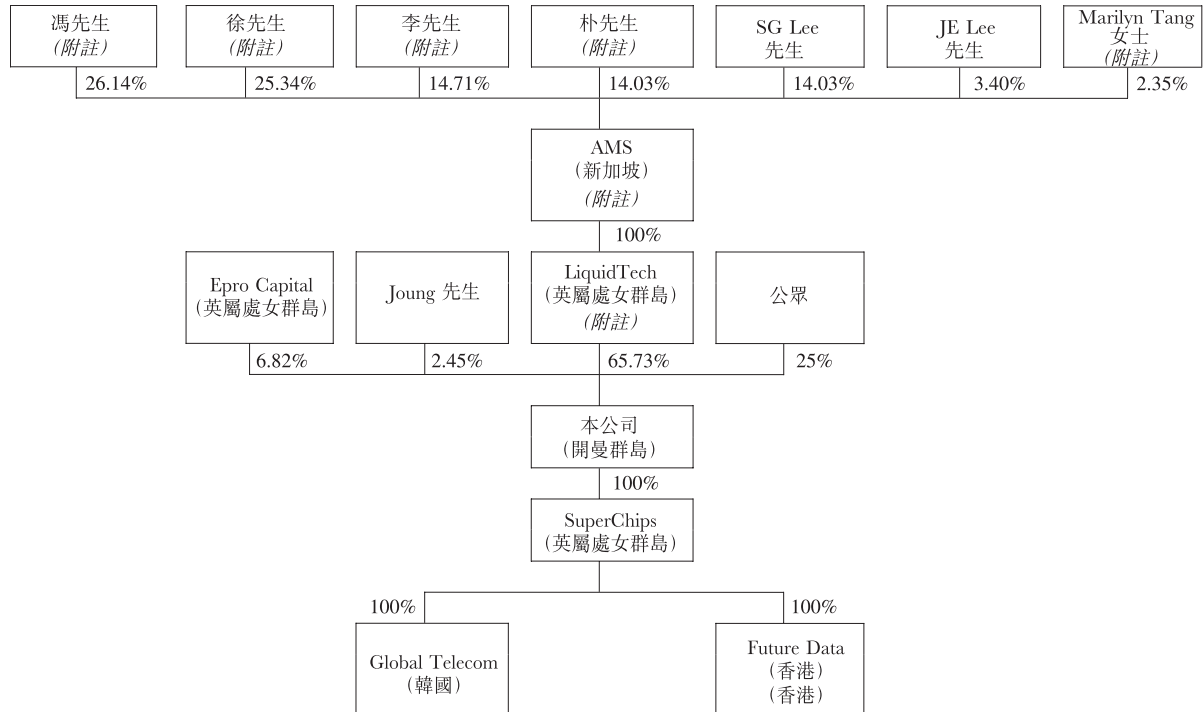 馮先生
(附註)
徐先生
(附註)
李先生
(附註)
朴先生
(附註)
SG Lee
先生
JE Lee
先生
Marilyn Tang
女士
(附註)
26.14%
25.34%
14.71%
14.03%
14.03%
3.40%
2.35%
AMS
(新加坡)
(附註)
100%
Epro Capital
(英屬處女群島)
Joung 先生
LiquidTech
(英屬處女群島)
(附註)
公眾
6.82%
2.45%
65.73%
25%
本公司
(開曼群島)
100%
SuperChips
(英屬處女群島)
100%
100%
Global Telecom
(韓國)
Future Data
(香港)
(香港)